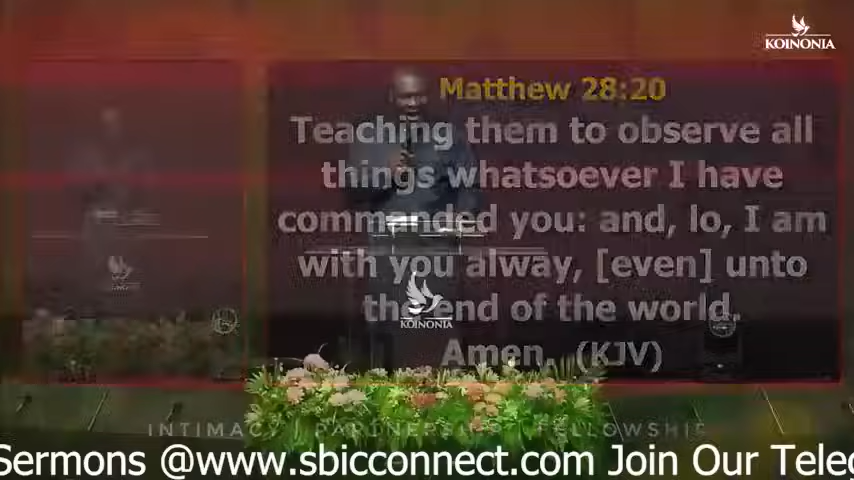 KOINONIA
Matthew 28:20
Teaching them to observe all
things whatsoever I have
commanded you: and, lo, I am
with you alway, [even] unto
the end of the world.
Amen. (KJV)
KOINONIA
INTIMACY | PARTNERSHIP | FELLOWSHIP
Sermons @www.sbicconnect.com Join Our Teleg